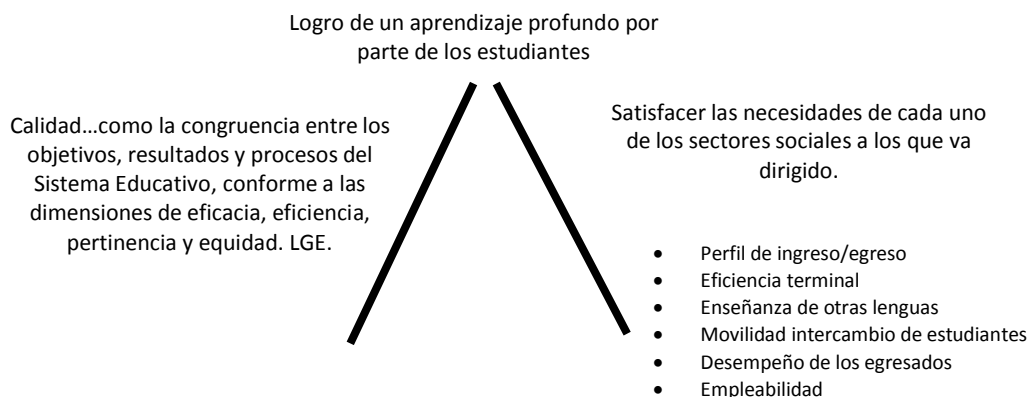 Logro de un aprendizaje profundo por
parte de los estudiantes
Calidad...como la congruencia entre los
objetivos, resultados y procesos del
Sistema Educativo, conforme a las
dimensiones de eficacia, eficiencia,
pertinencia y equidad. LGE.
Satisfacer las necesidades de cada uno
de los sectores sociales a los que va
dirigido.
• Perfil de ingreso/egreso
• Eficiencia terminal
• Enseñanza de otras lenguas
• Movilidad intercambio de estudiantes
• Desempeño de los egresados
• Empleabilidad